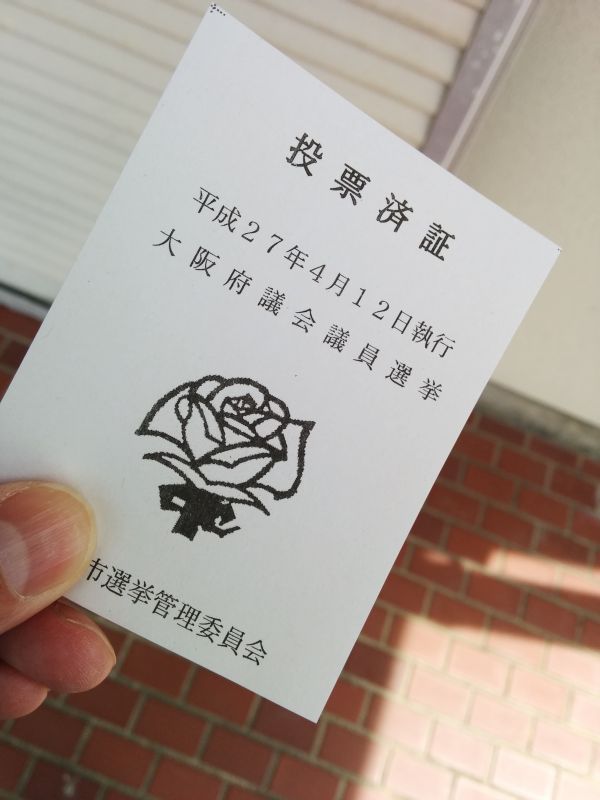 投票済証
平成27年4月12日執行
大阪府議会議員選挙
市選挙管理委員会